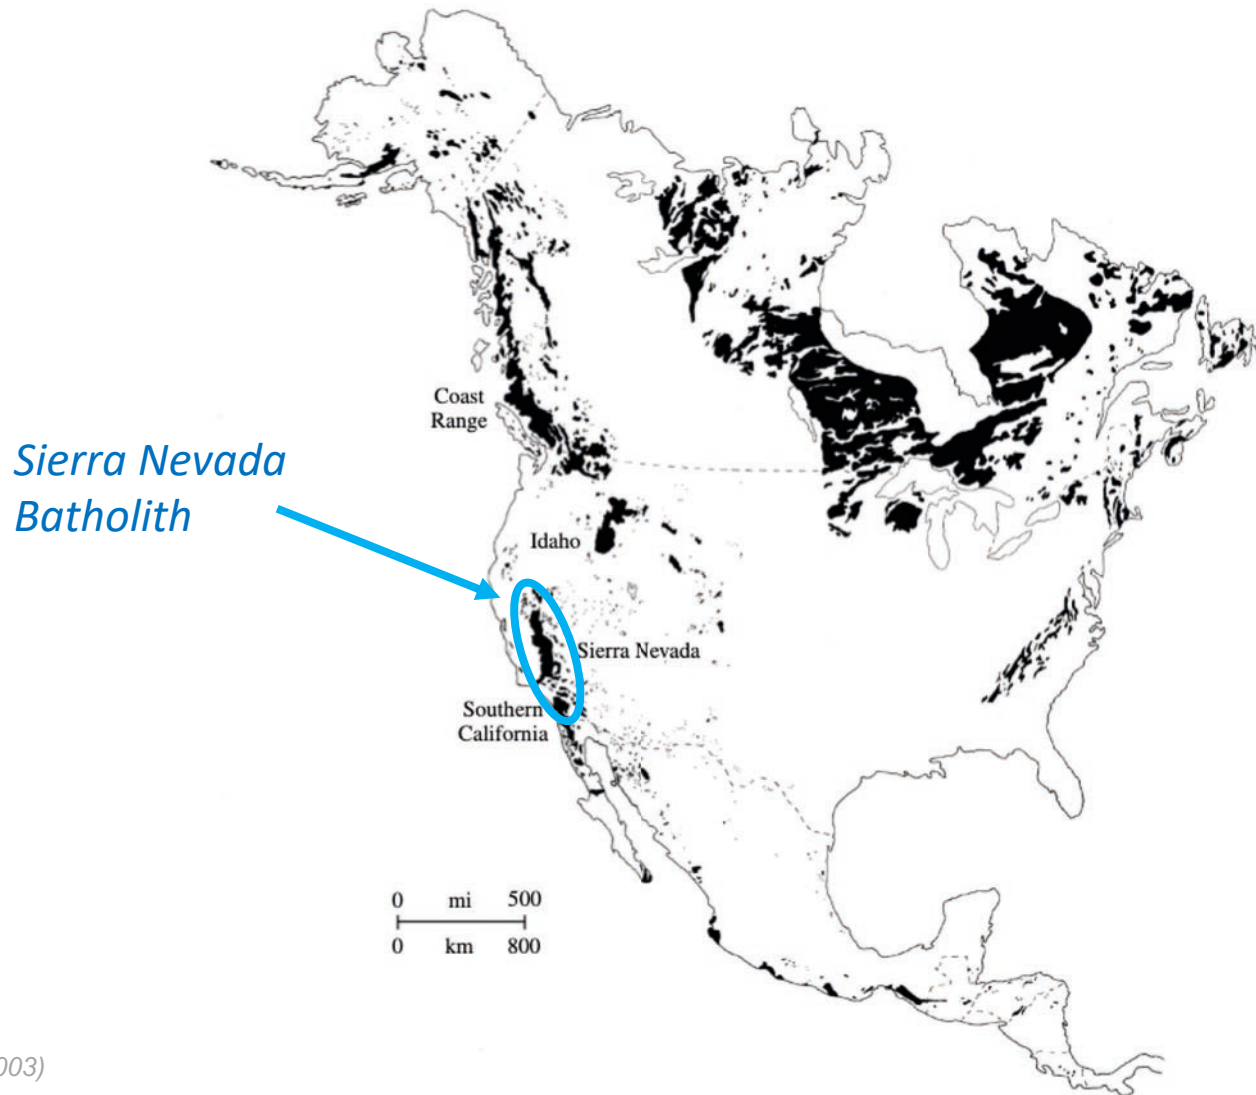 Coast
Range
Sierra Nevada
Batholith
Idaho
Sierra Nevada
Southern
California
0 mi 500
0 km 800
003)